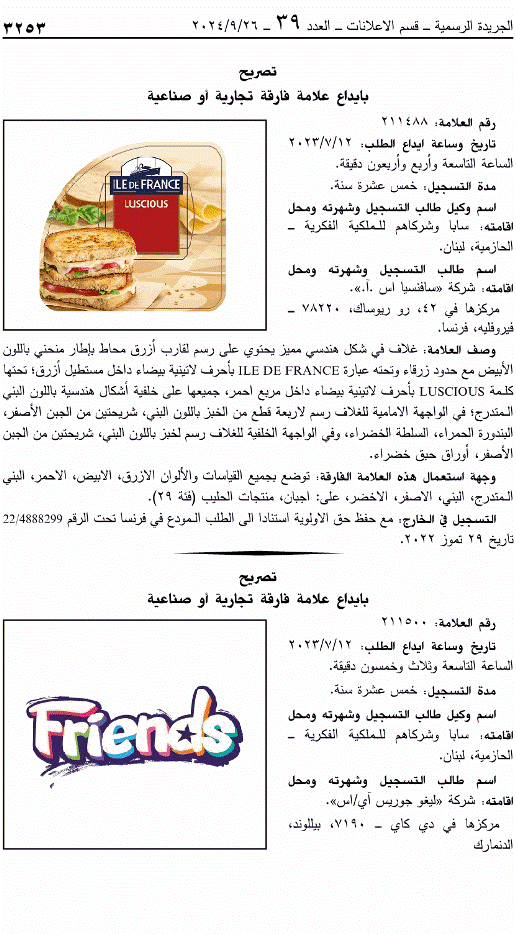 الجريدة الرسمية ــ قسم الاعلانات ــ العدد ٣٩ ــ ٢٠٢٤/٩/٢٦
٣٢٥٣
تصريح
بايداع علامة فارقة تجارية أو صناعية
رقم العلامة: ٢١١٤٨٨
تاريخ وساعة ايداع الطلب: ٢٠٢٣/٧/١٢
الساعة التاسعة وأربع وأربعون دقيقة.
مدة التسجيل: خمس عشرة سنة.
اسم وكيل طالب التسجيل وشهرته ومحل
اقامته: سابا وشركاهم للملكية الفكرية ــ
الحازمية، لبنان.
اسم طالب التسجيل وشهرته ومحل
اقامته: شركة «سافنسيا اس .آ.».
مركزها في ٤٢، رو ريوساك، ٧٨٢٢٠ ــ
فيروفليه، فرنسا.
ILE DE FRANCE
LUSCIOUS
وصف العلامة: غلاف في شكل هندسي مميز يحتوي على رسم لقارب أزرق محاط بإطار منحني باللون
الأبيض مع حدود زرقاء وتحته عبارة ILE DE FRANCE بأحرف لاتينية بيضاء داخل مستطيل أزرق؛ تحتها
كلمة LUSCIOUS بأحرف لاتينية بيضاء داخل مربع احمر، جميعها على خلفية أشكال هندسية باللون البني
المتدرج؛ في الواجهة الامامية للغلاف رسم لاربعة قطع من الخبز باللون البني، شريحتين من الجبن الأصفر،
البندورة الحمراء، السلطة الخضراء، وفي الواجهة الخلفية للغلاف رسم لخبز باللون البني، شريحتين من الجبن
الأصفر، أوراق حبق خضراء.
وجهة استعمال هذه العلامة الفارقة: توضع بجميع القياسات والألوان الازرق، الابيض، الاحمر، البني
المتدرج، البني، الاصفر، الاخضر، على: اجبان، منتجات الحليب (فئة ٢٩).
التسجيل في الخارج: مع حفظ حق الاولوية استنادا الى الطلب المودع في فرنسا تحت الرقم 22/4888299
تاريخ ٢٩ تموز ٢٠٢٢.
تصريح
بايداع علامة فارقة تجارية أو صناعية
رقم العلامة: ٢١١٥٠٠
تاريخ وساعة ايداع الطلب: ٢٠٢٣/٧/١٢
الساعة التاسعة وثلاث وخمسون دقيقة.
مدة التسجيل: خمس عشرة سنة.
اسم وكيل طالب التسجيل وشهرته ومحل
اقامته: سابا وشركاهم للملكية الفكرية ــ
الحازمية، لبنان.
اسم طالب التسجيل وشهرته ومحل
اقامته: شركة «ليغو جوريس آي/اس».
مركزها في دي كاي ــ ٧١٩٠، بيللوند،
الدنمارك
Friends